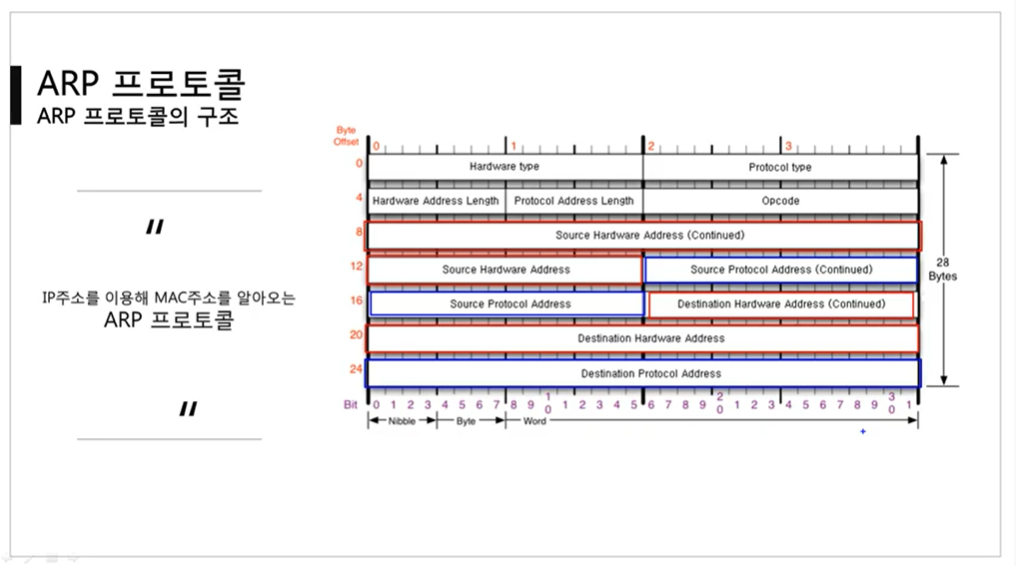 ARP 프로토콜
ARP 프로토콜의 구조
"
IP주소를 이용해 MAC주소를 알아오는
ARP 프로토콜
"
Byte
Offset
0 1 2 3
0 Hardware type Protocol type
4 Hardware Address Length Protocol Address Length Opcode
8 Source Hardware Address (Continued)
12 Source Hardware Address Source Protocol Address (Continued)
16 Source Protocol Address Destination Hardware Address (Continued)
20 Destination Hardware Address
24 Destination Protocol Address
28
Bytes
Bit 0 1 2 3 4 5 6 7 8 9 10 1 2 3 4 5 6 7 8 9 20 1 2 3 4 5 6 7 8 9 30 1
Nibble Byte Word